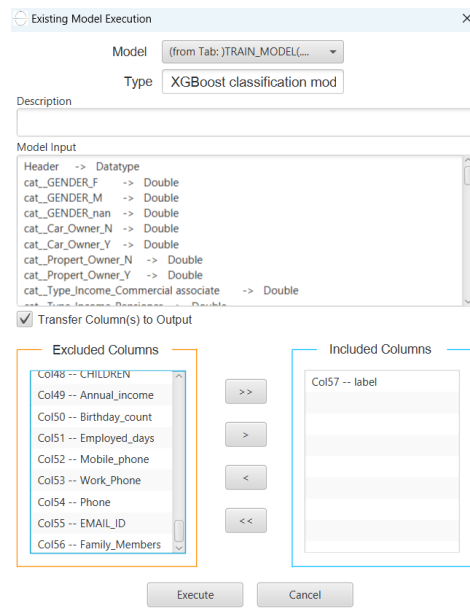 Existing Model Execution
Model (from Tab: )TRAIN_MODEL(....
Type XGBoost classification mod
Description
Model Input
Header -> Datatype
cat__GENDER_F -> Double
cat__GENDER_M -> Double
cat__GENDER_nan -> Double
cat__Car_Owner_N -> Double
cat__Car_Owner_Y -> Double
cat__Propert_Owner_N -> Double
cat__Propert_Owner_Y -> Double
cat__Type_Income_Commercial associate -> Double
Transfer Column(s) to Output
Excluded Columns
Col48 -- CHILDREN
Col49 -- Annual_income
Col50 -- Birthday_count
Col51 -- Employed_days
Col52 -- Mobile_phone
Col53 -- Work_Phone
Col54 -- Phone
Col55 -- EMAIL_ID
Col56 -- Family_Members
>>
>
<
<<
Included Columns
Col57 -- label
Execute Cancel